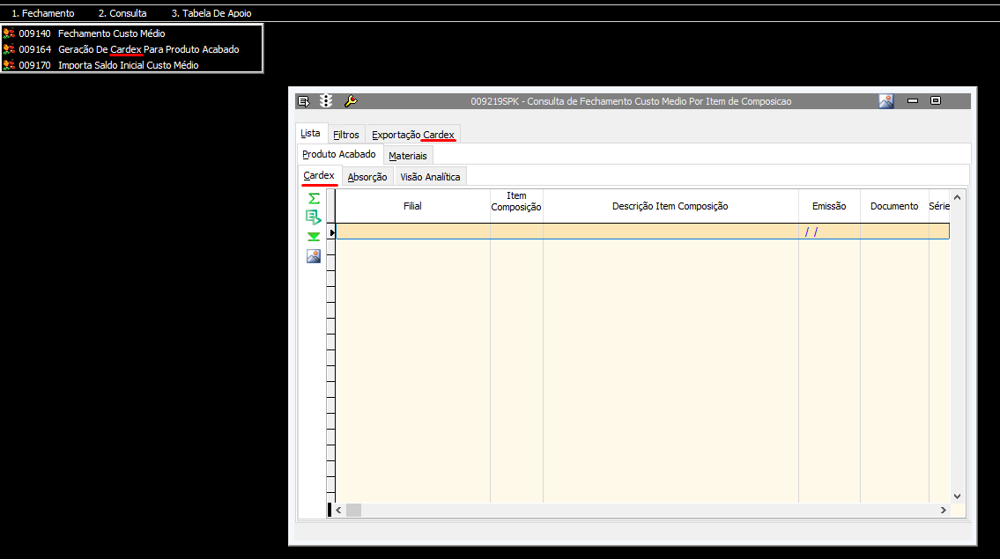 1. Fechamento 2. Consulta 3. Tabela De Apoio
009140 Fechamento Custo Médio
009164 Geração De Cardex Para Produto Acabado
009170 Importa Saldo Inicial Custo Médio
009219SPK - Consulta de Fechamento Custo Medio Por Item de Composicao
Lista Filtros Exportação Cardex
Produto Acabado Materiais
Cardex Absorção Visão Analítica
Filial Item Composição Descrição Item Composição Emissão Documento Série
/ /